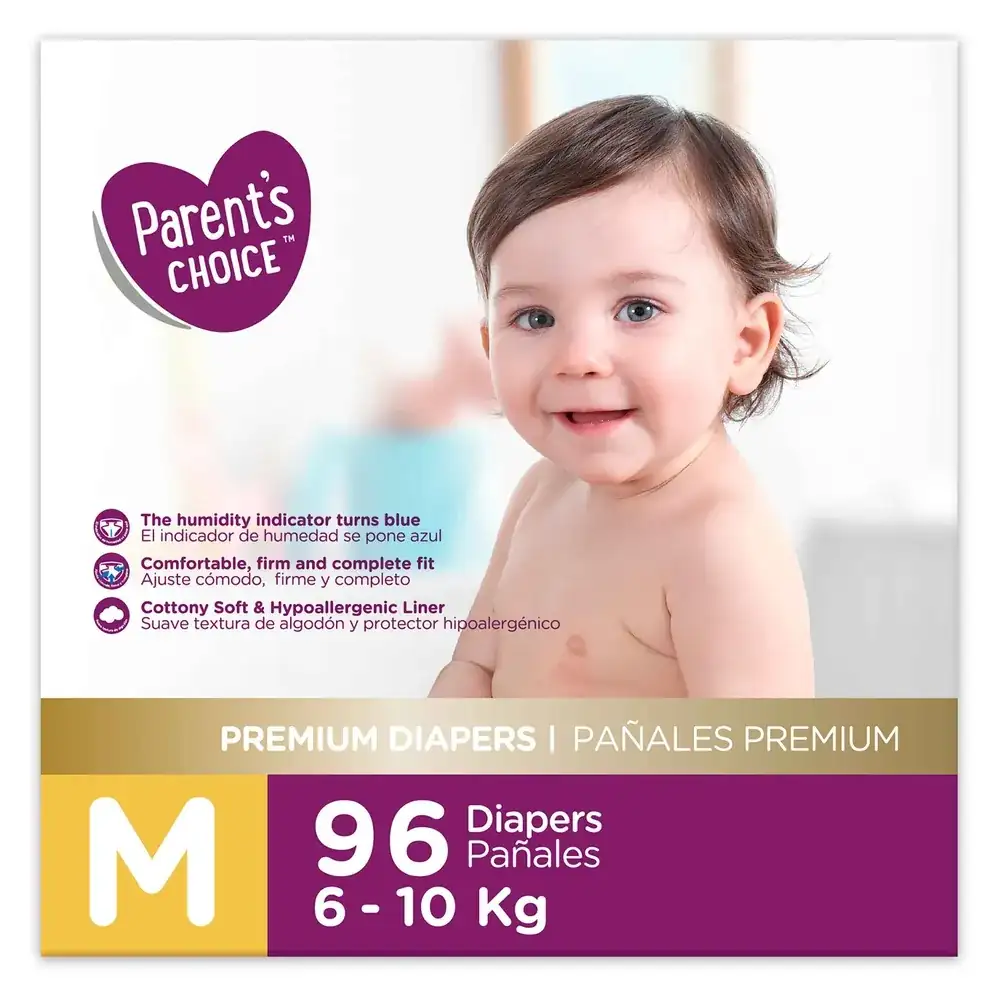 Parent's
CHOICE™
The humidity indicator turns blue
El indicador de humedad se pone azul
Comfortable, firm and complete fit
Ajuste cómodo, firme y completo
Cottony Soft & Hypoallergenic Liner
Suave textura de algodón y protector hipoalergénico
PREMIUM DIAPERS | PAÑALES PREMIUM
M
96 Diapers
Pañales
6 - 10 Kg